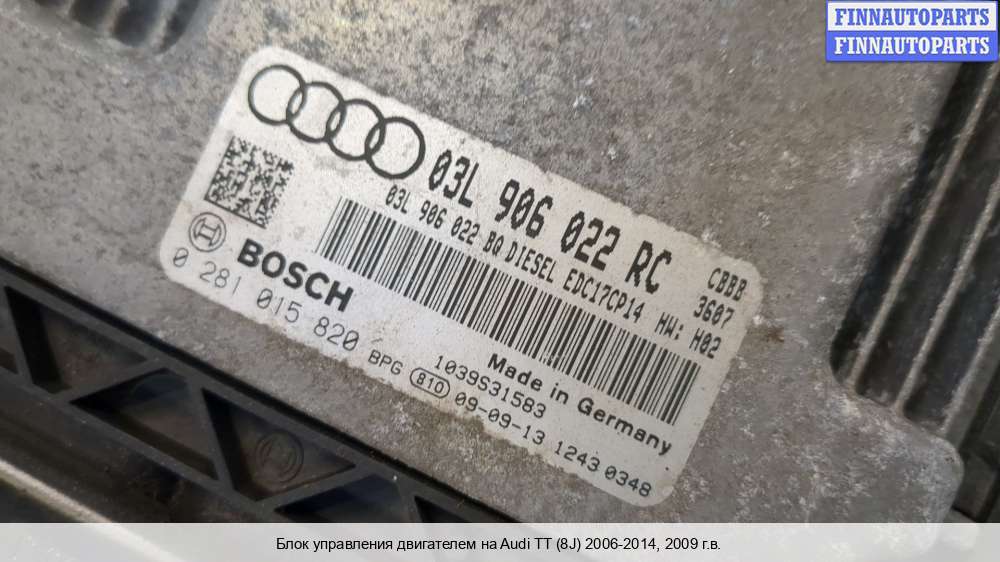 FINNAUTOPARTS
FINNAUTOPARTS
03L 906 022 RC
03L 906 022 BQ DIESEL EDC17CP14 HW: H02
CBBB
3607
BOSCH
0 281 015 820
BPG 810
1039S31583
Made in Germany
09-09-13 1243 0348
Блок управления двигателем на Audi TT (8J) 2006-2014, 2009 г.в.